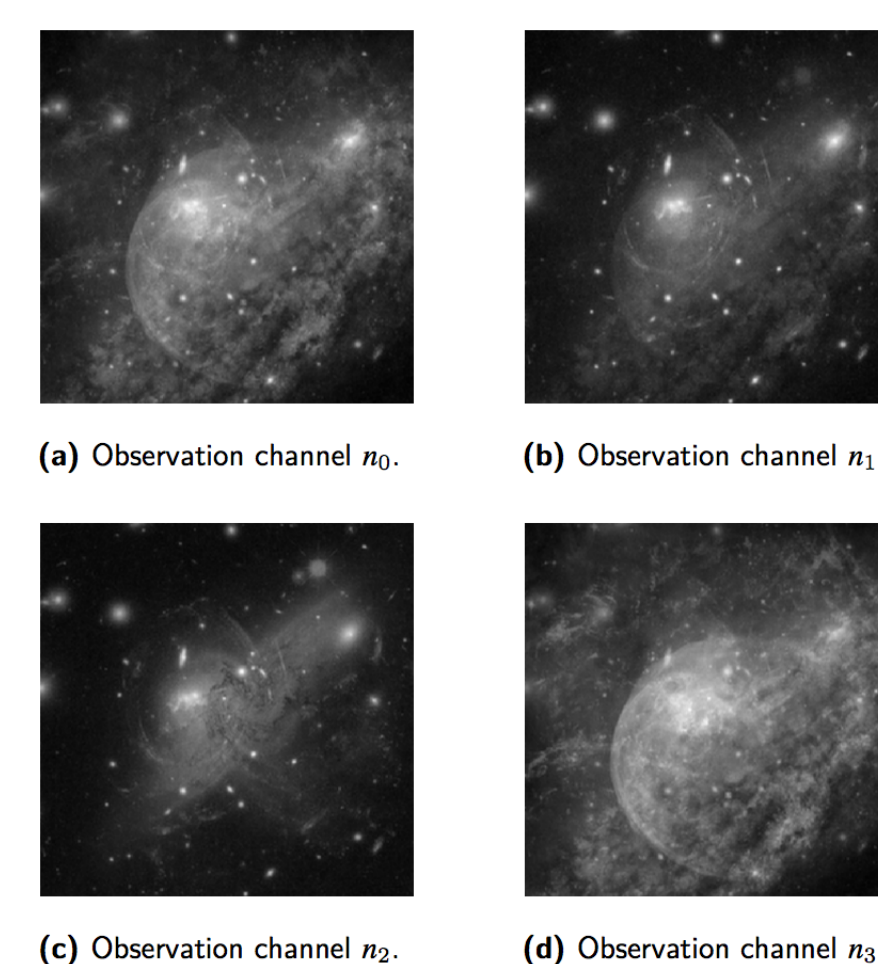 (a) Observation channel n₀.
(b) Observation channel n₁
(c) Observation channel n₂.
(d) Observation channel n₃